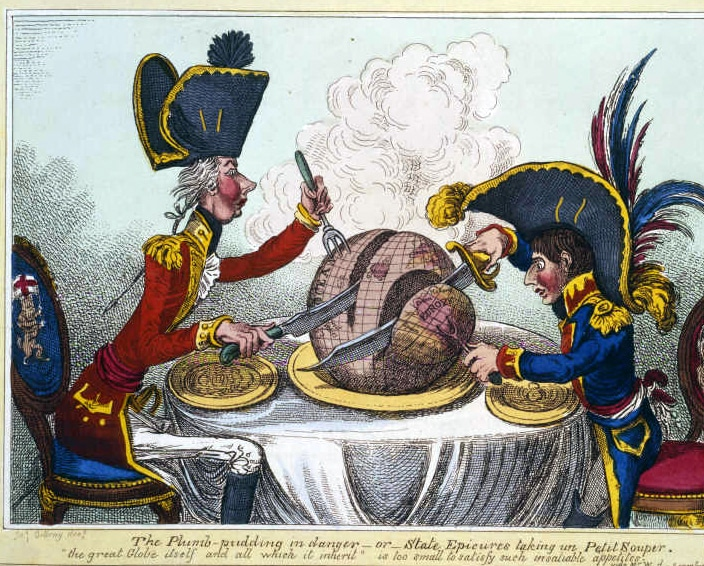 The Plumb-pudding in danger — or — State Epicures taking un Petit Souper.
"the great Globe itself and all which it inherit" is too small to satisfy such insatiable appetites